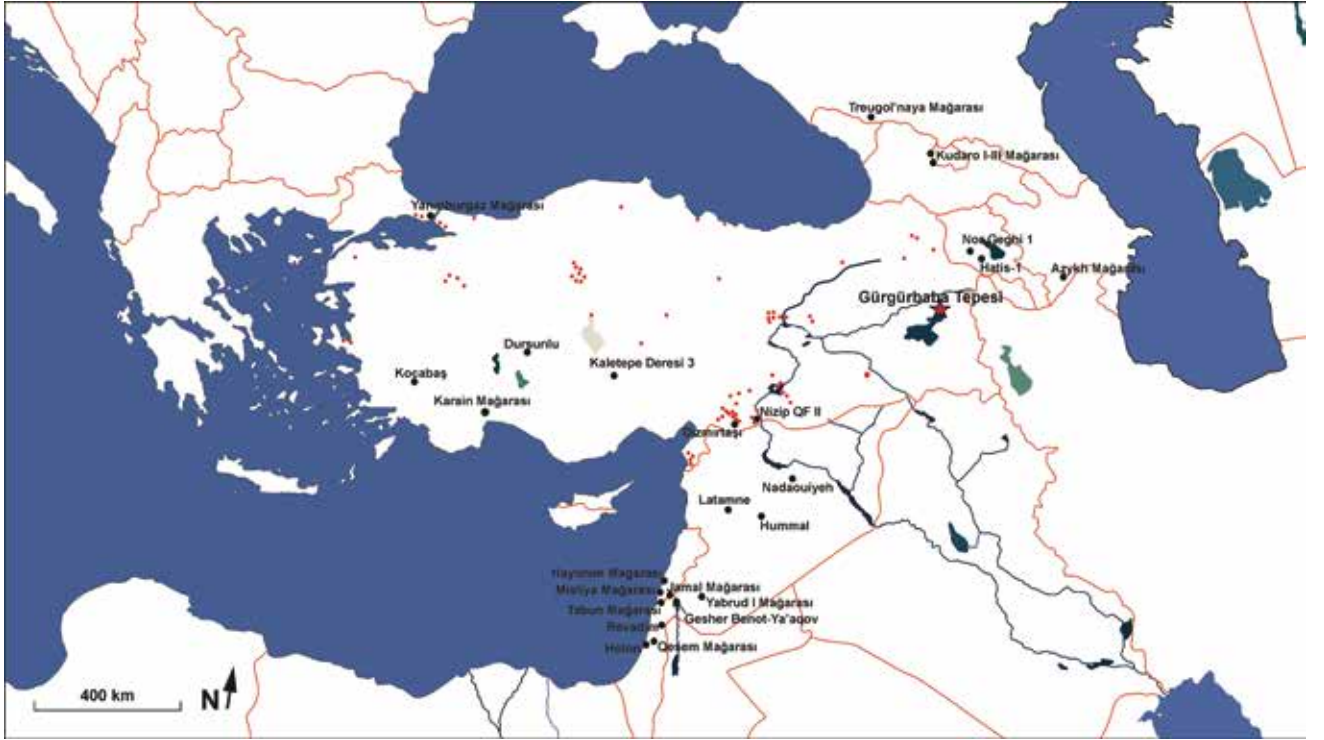 Treugol'naya Mağarası
Kudaro I-III Mağarası
Yarımburgaz Mağarası
Nor Geghi 1
Hatis-1
Azykh Mağarası
Gürgürbaba Tepesi
Dursunlu
Kaletepe Deresi 3
Kocabaş
Karain Mağarası
Nizip QF II
Nadaouiyeh
Latamne
Hummal
Hayonim Mağarası
Jamal Mağarası
Misliya Mağarası
Yabrud I Mağarası
Tabun Mağarası
Gesher Benot-Ya'aqov
Revadim
Qesem Mağarası
Holon
400 km
N